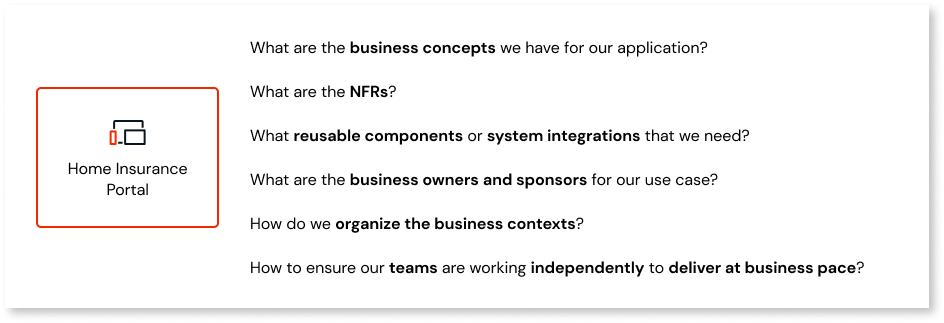 Home Insurance
Portal
What are the business concepts we have for our application?
What are the NFRs?
What reusable components or system integrations that we need?
What are the business owners and sponsors for our use case?
How do we organize the business contexts?
How to ensure our teams are working independently to deliver at business pace?